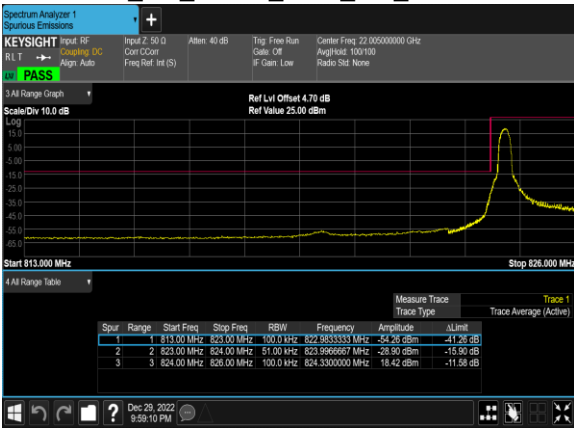 Spectrum Analyzer 1
Spurious Emissions
+
KEYSIGHT Input: RF
R L T Coupling: DC
Align: Auto
LXI PASS
Input Z: 50 Ω
Corr CCorr
Freq Ref: Int (S)
Atten: 40 dB
Trig: Free Run
Gate: Off
IF Gain: Low
Center Freq: 22.005000000 GHz
Avg|Hold: 100/100
Radio Std: None
3 All Range Graph
Scale/Div 10.0 dB
Ref Lvl Offset 4.70 dB
Ref Value 25.00 dBm
Log
15.0
5.00
-5.00
-15.0
-25.0
-35.0
-45.0
-55.0
-65.0
Start 813.000 MHz
Stop 826.000 MHz
4 All Range Table
Measure Trace Trace 1
Trace Type Trace Average (Active)
Spur Range Start Freq Stop Freq RBW Frequency Amplitude ΔLimit
1 1 813.00 MHz 823.00 MHz 100.0 kHz 822.9833333 MHz -54.26 dBm -41.26 dB
2 2 823.00 MHz 824.00 MHz 51.00 kHz 823.9966667 MHz -28.90 dBm -15.90 dB
3 3 824.00 MHz 826.00 MHz 100.0 kHz 824.3300000 MHz 18.42 dBm -11.58 dB
?
Dec 29, 2022
9:59:10 PM